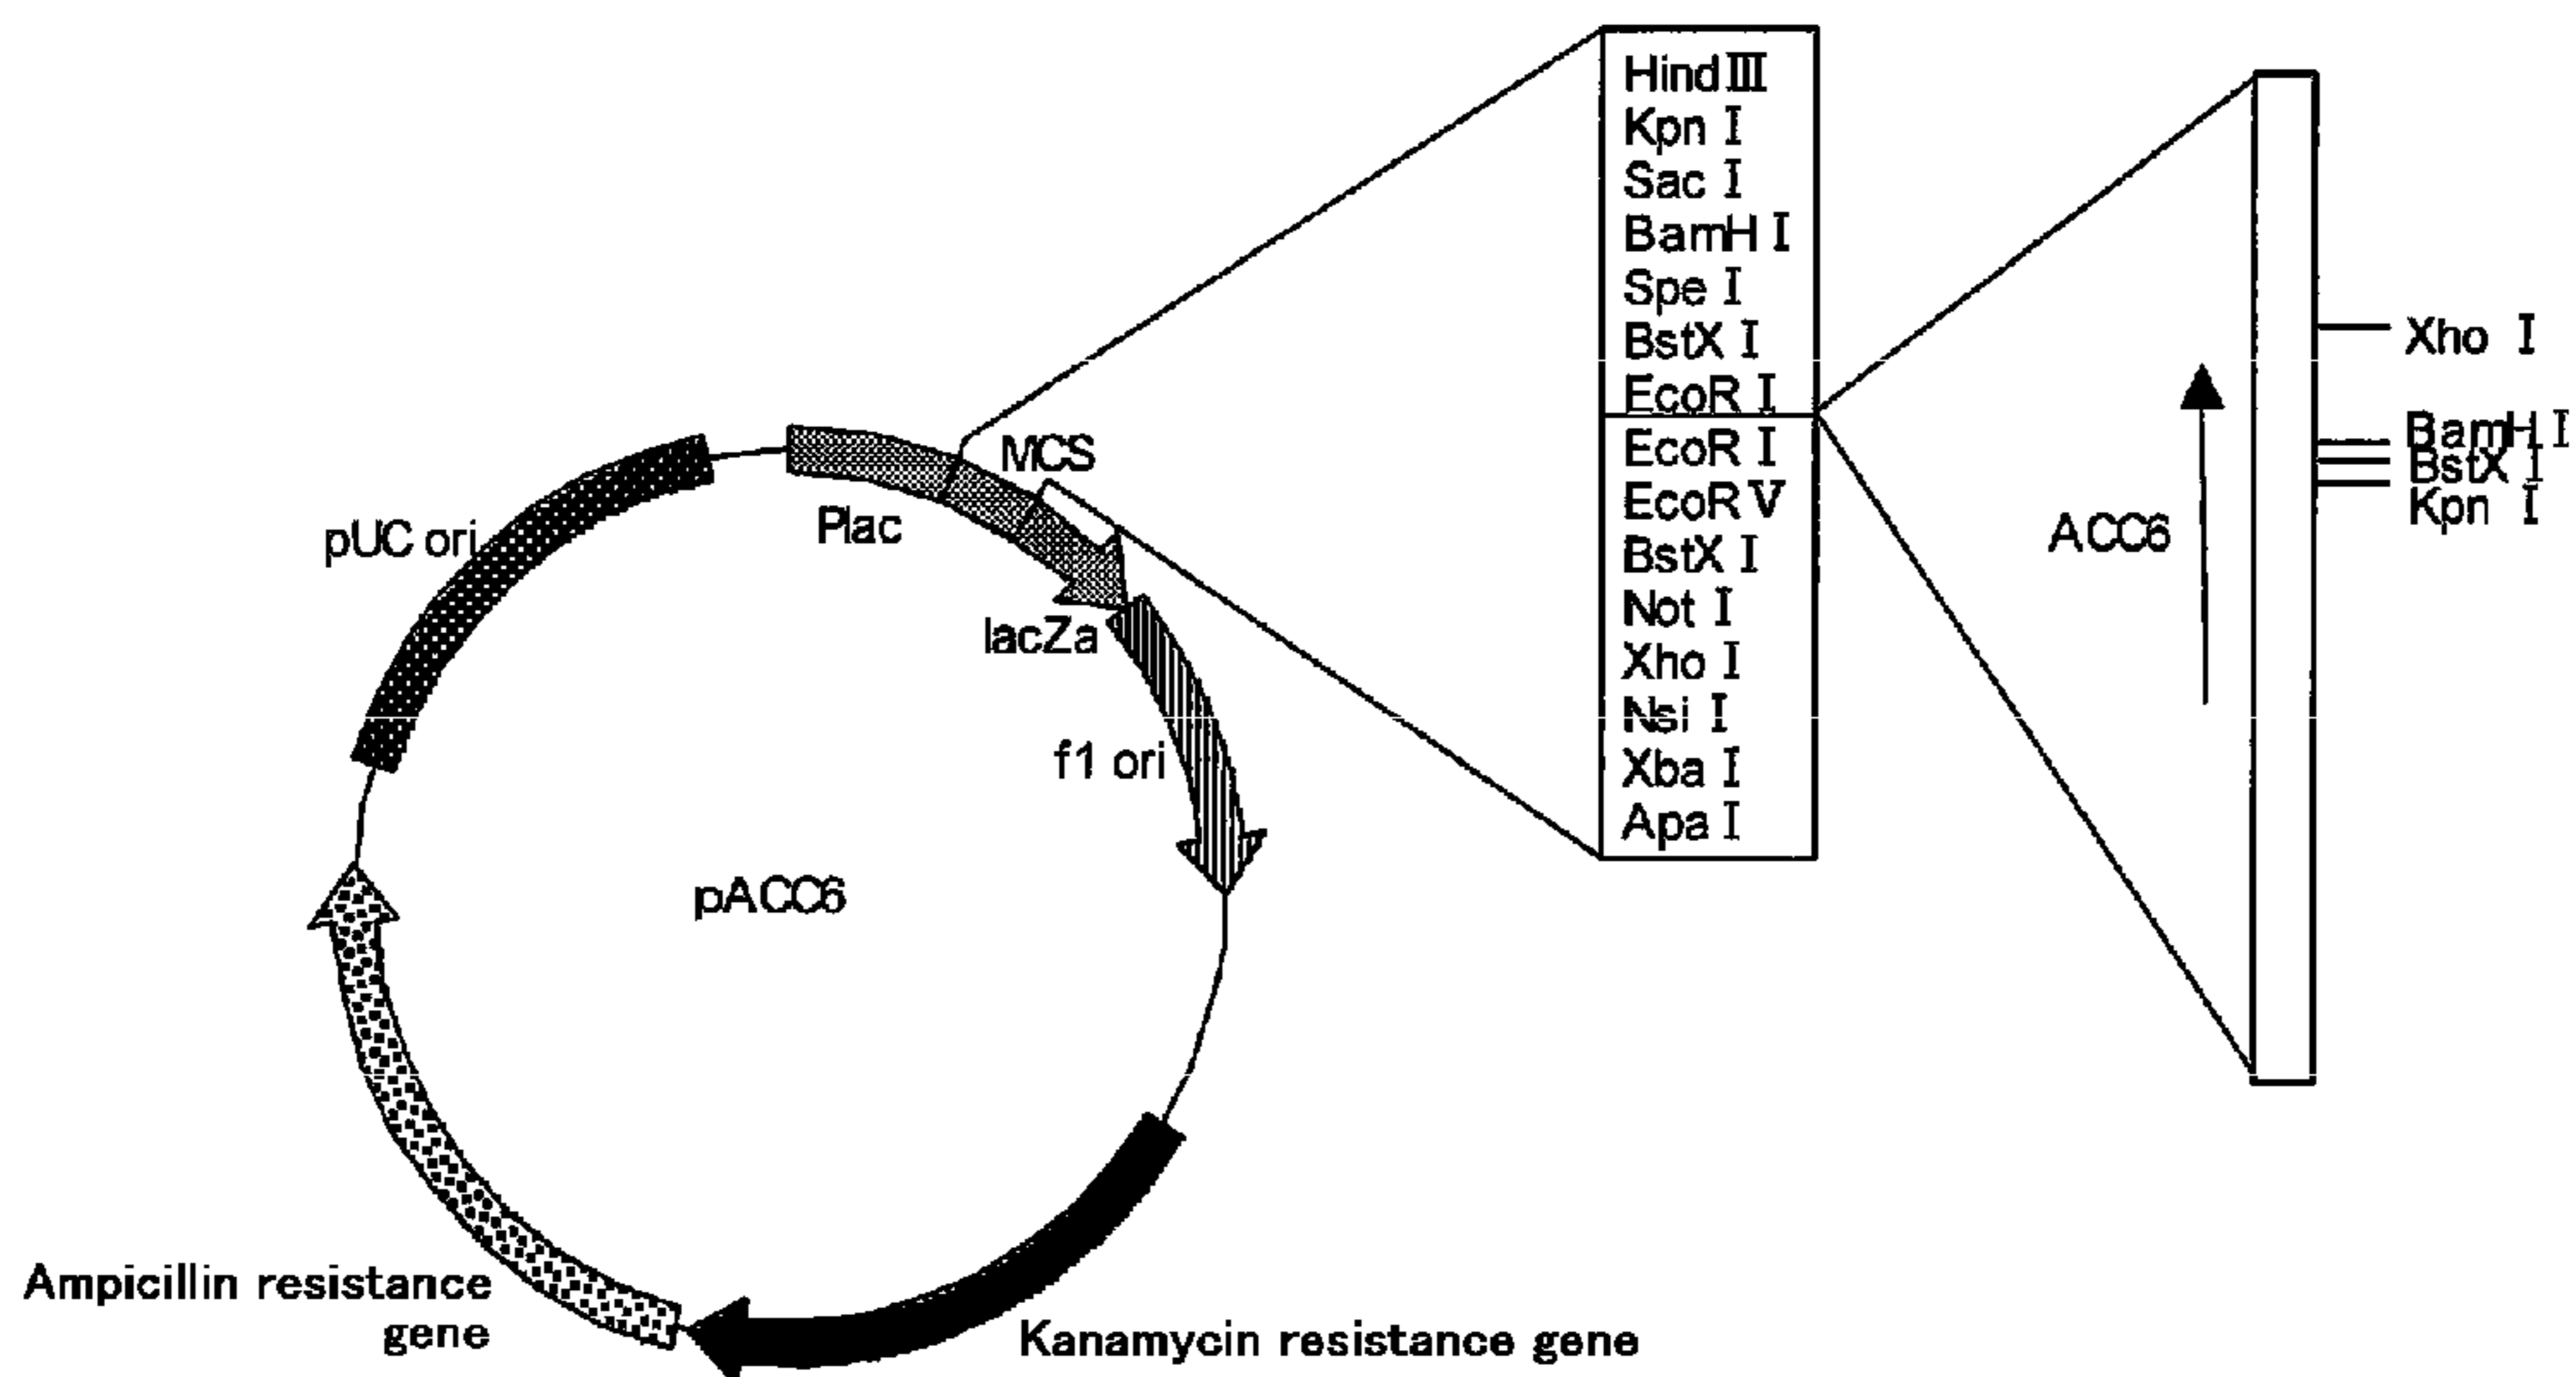 HindⅢ
Kpn Ⅰ
Sac Ⅰ
BamH Ⅰ
Spe Ⅰ
BstX Ⅰ
EcoR Ⅰ
EcoR Ⅰ
EcoR Ⅴ
BstX Ⅰ
Not Ⅰ
Xho Ⅰ
Nsi Ⅰ
Xba Ⅰ
Apa Ⅰ
Xho Ⅰ
BamH Ⅰ
BstX Ⅰ
Kpn Ⅰ
ACC6
MCS
Plac
pUC ori
lacZa
f1 ori
pACC6
Ampicillin resistance
gene
Kanamycin resistance gene